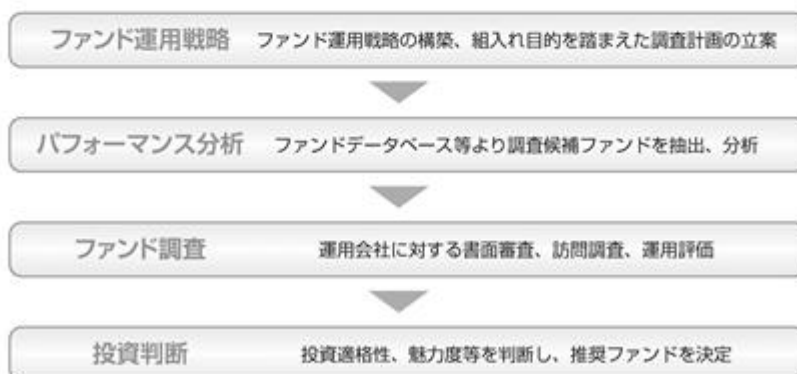 ファンド運用戦略 ファンド運用戦略の構築、組入れ目的を踏まえた調査計画の立案
パフォーマンス分析 ファンドデータベース等より調査候補ファンドを抽出、分析
ファンド調査 運用会社に対する書面審査、訪問調査、運用評価
投資判断 投資適格性、魅力度等を判断し、推奨ファンドを決定